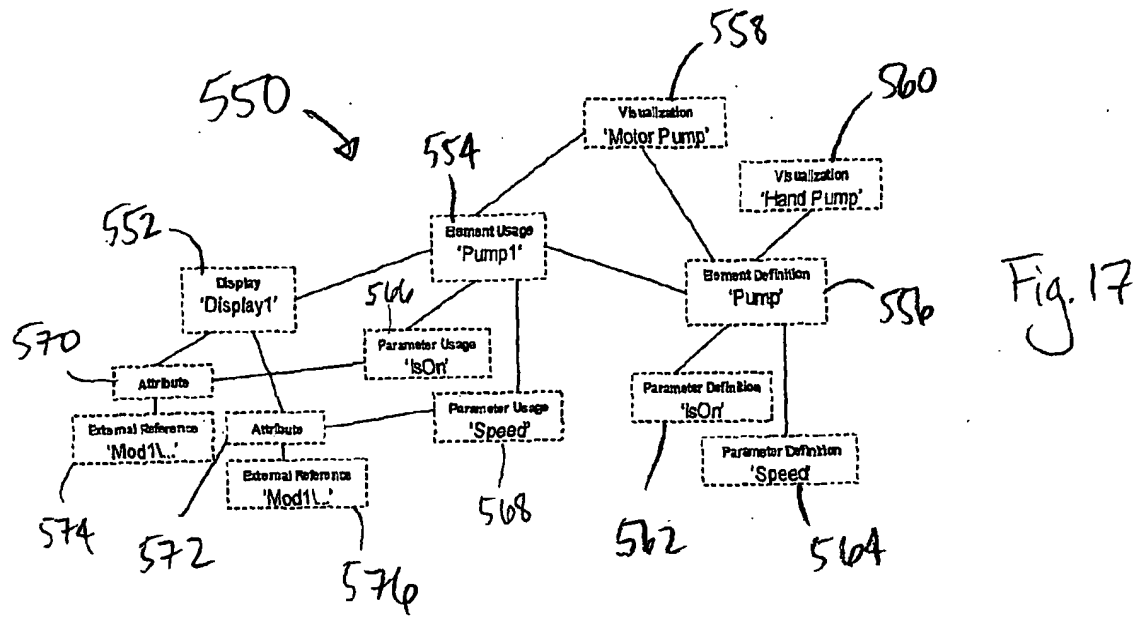 558
560
550
Visualization
'Motor Pump'
554
Visualization
'Hand Pump'
552
Element Usage
'Pump1'
Display
'Display1'
Element Definition
'Pump'
556
Fig. 17
566
570
Parameter Usage
'IsOn'
Attribute
Parameter Definition
'IsOn'
External Reference
'Mod1\..'
Attribute
Parameter Usage
'Speed'
Parameter Definition
'Speed'
External Reference
'Mod1\..'
574
572
576
568
562
564